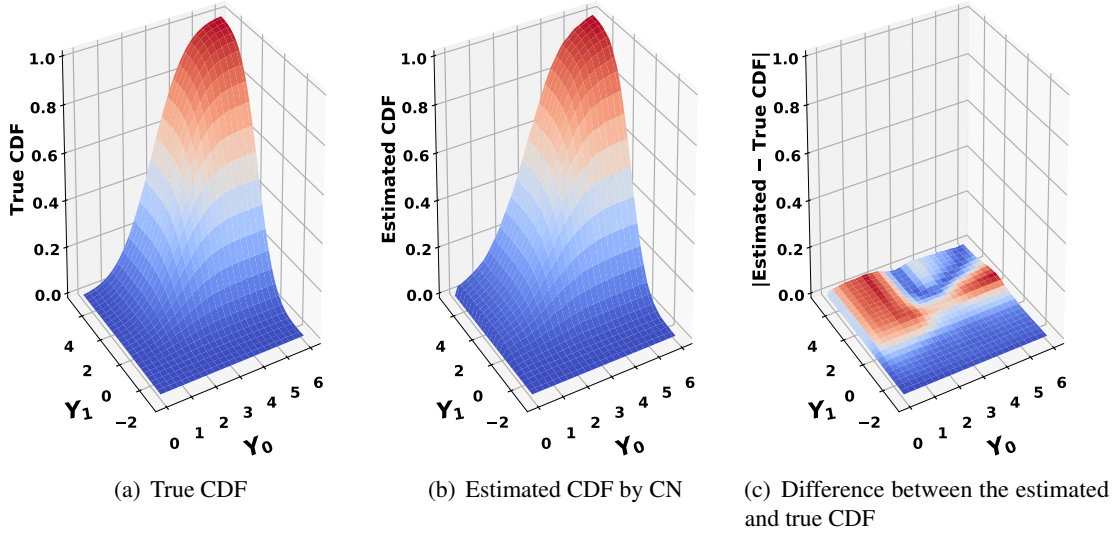 True CDF
1.0
0.8
0.6
0.4
0.2
0.0
4
2
0
−2
Y1
0 1 2 3 4 5 6
Y0
Estimated CDF
1.0
0.8
0.6
0.4
0.2
0.0
4
2
0
−2
Y1
0 1 2 3 4 5 6
Y0
|Estimated − True CDF|
1.0
0.8
0.6
0.4
0.2
0.0
4
2
0
−2
Y1
0 1 2 3 4 5 6
Y0
(a) True CDF
(b) Estimated CDF by CN
(c) Difference between the estimated
and true CDF